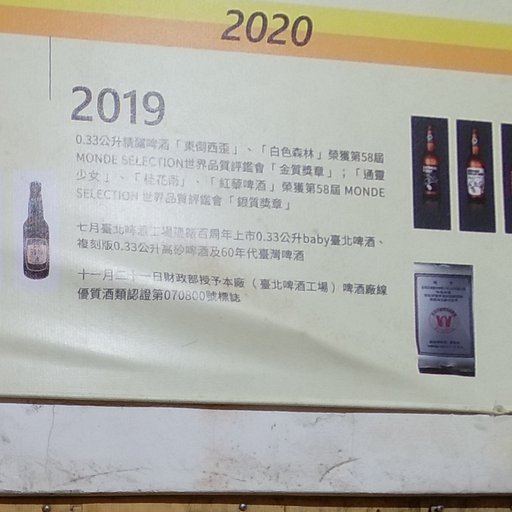 2020
2019
0.33公升精釀啤酒「東倒西歪」、「白色森林」榮獲第58屆
MONDE SELECTION世界品質評鑑會「金質獎章」；「通靈
少女」、「桂花雨」、「紅藜啤酒」榮獲第58屆 MONDE
SELECTION 世界品質評鑑會「銀質獎章」
七月臺北啤酒工場建廠百周年上市0.33公升baby臺北啤酒、
複刻版0.33公升高砂啤酒及60年代臺灣啤酒
十一月二十一日財政部授予本廠（臺北啤酒工場）啤酒廠線
優質酒類認證第070800號標誌